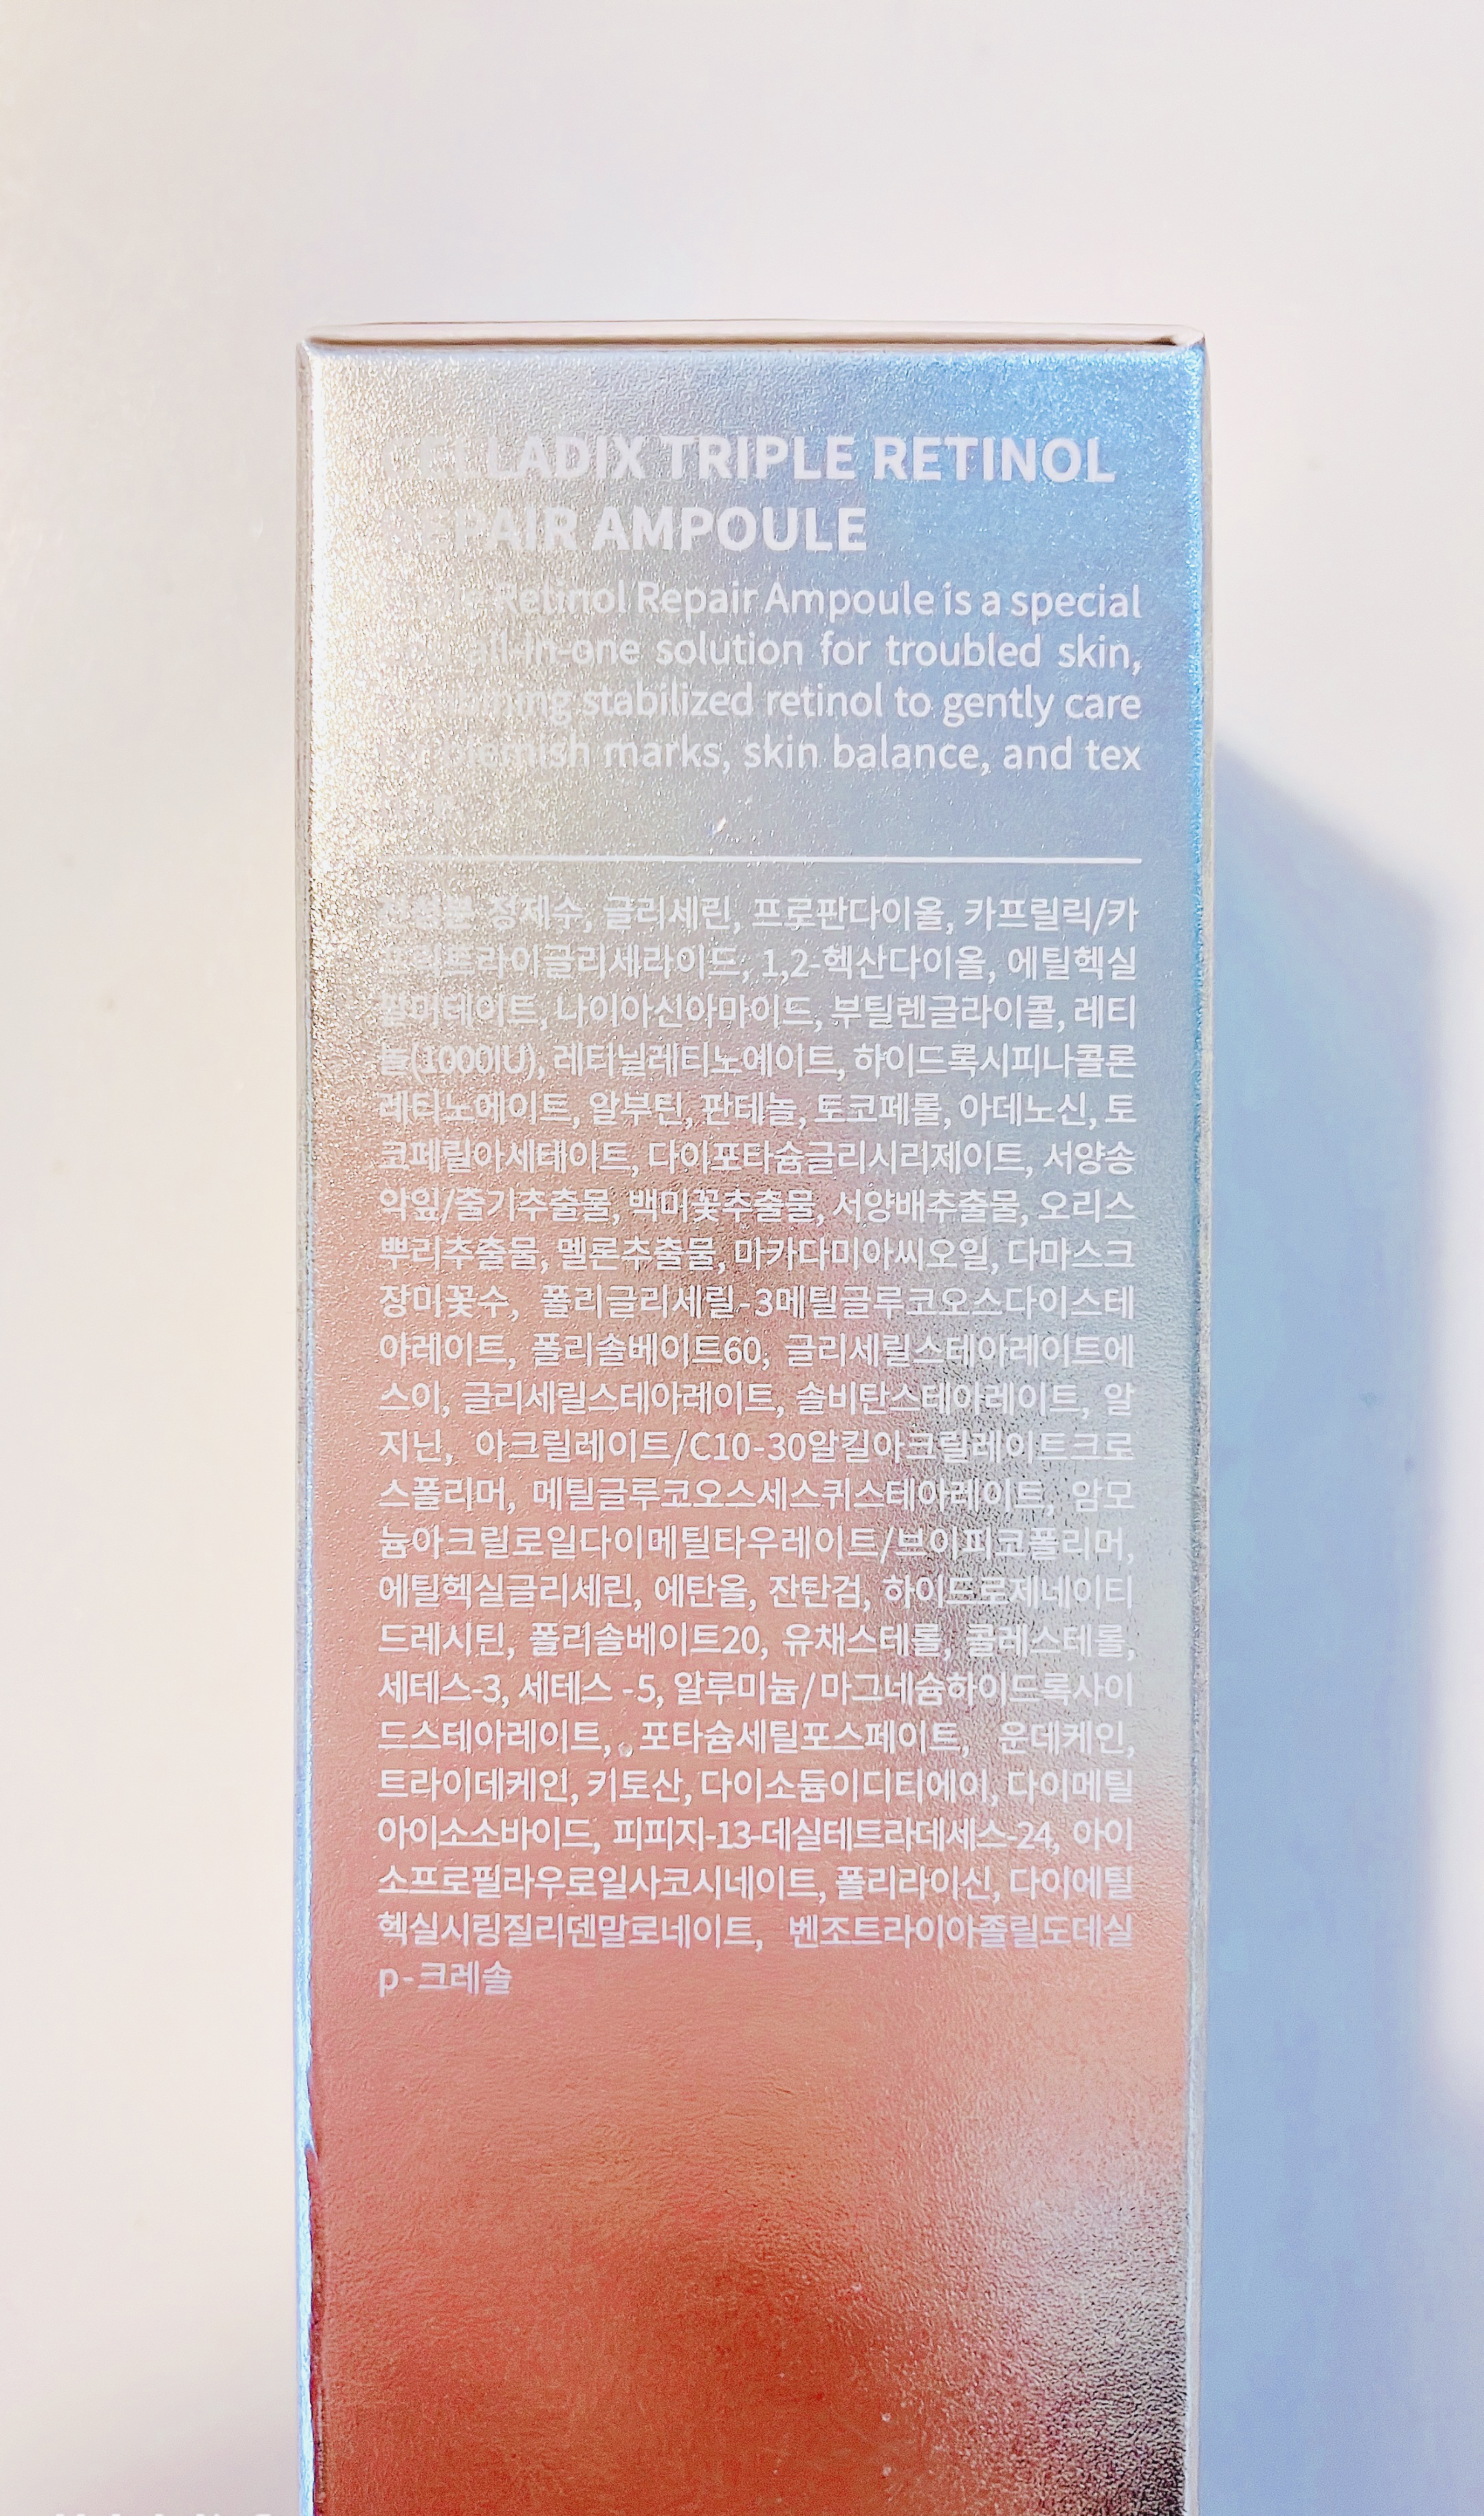 CELLADIX TRIPLE RETINOL
REPAIR AMPOULE
Retinol Repair Ampoule is a special
all-in-one solution for troubled skin,
stabilized retinol to gently care
blemish marks, skin balance, and tex
전성분 정제수, 글리세린, 프로판다이올, 카프릴릭/카
프릭트라이글리세라이드, 1,2-헥산다이올, 에틸헥실
팔미테이트, 나이아신아마이드, 부틸렌글라이콜, 레티
놀(1000IU), 레티닐레티노에이트, 하이드록시피나콜론
레티노에이트, 알부틴, 판테놀, 토코페롤, 아데노신, 토
코페릴아세테이트, 다이포타슘글리시리제이트, 서양송
악잎/줄기추출물, 백미꽃추출물, 서양배추출물, 오리스
뿌리추출물, 멜론추출물, 마카다미아씨오일, 다마스크
장미꽃수, 폴리글리세릴-3메틸글루코오스다이스테
아레이트, 폴리솔베이트60, 글리세릴스테아레이트에
스이, 글리세릴스테아레이트, 솔비탄스테아레이트, 알
지닌, 아크릴레이트/C10-30알킬아크릴레이트크로
스폴리머, 메틸글루코오스세스퀴스테아레이트, 암모
늄아크릴로일다이메틸타우레이트/브이피코폴리머,
에틸헥실글리세린, 에탄올, 잔탄검, 하이드로제네이티
드레시틴, 폴리솔베이트20, 유채스테롤, 콜레스테롤,
세테스-3, 세테스 -5, 알루미늄/마그네슘하이드록사이
드스테아레이트, 포타슘세틸포스페이트, 운데케인,
트라이데케인, 키토산, 다이소듐이디티에이, 다이메틸
아이소소바이드, 피피지-13-데실테트라데세스-24, 아이
소프로필라우로일사코시네이트, 폴리라이신, 다이에틸
헥실시링질리덴말로네이트, 벤조트라이아졸릴도데실
p-크레솔